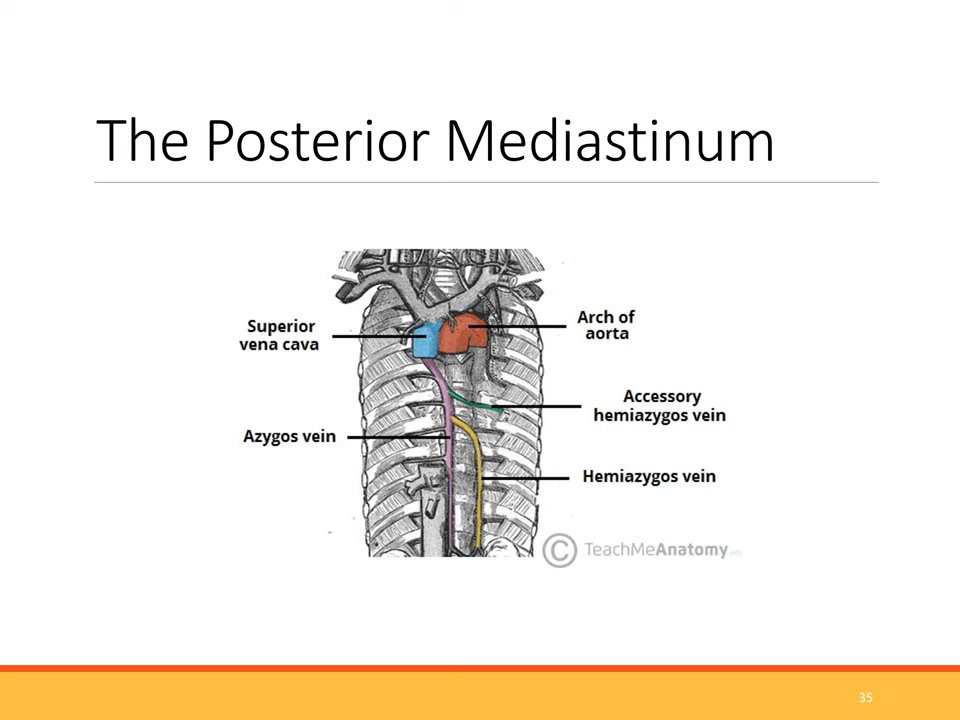 The Posterior Mediastinum
Superior
vena cava
Arch of
aorta
Accessory
hemiazygos vein
Azygos vein
Hemiazygos vein
© TeachMeAnatomy
35